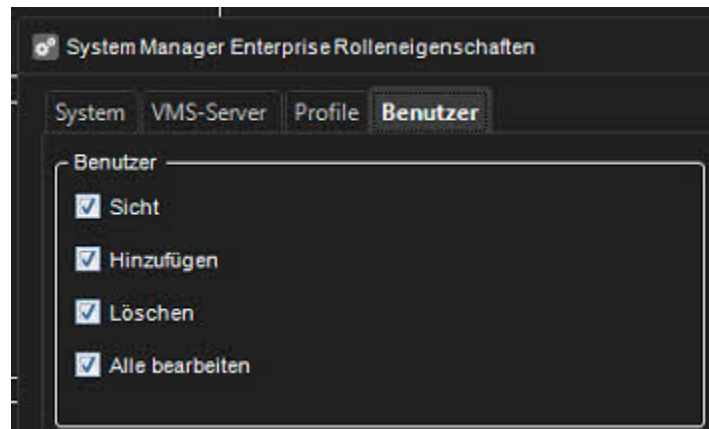 System Manager Enterprise Rolleneigenschaften
System VMS-Server Profile Benutzer
Benutzer
Sicht
Hinzufügen
Löschen
Alle bearbeiten